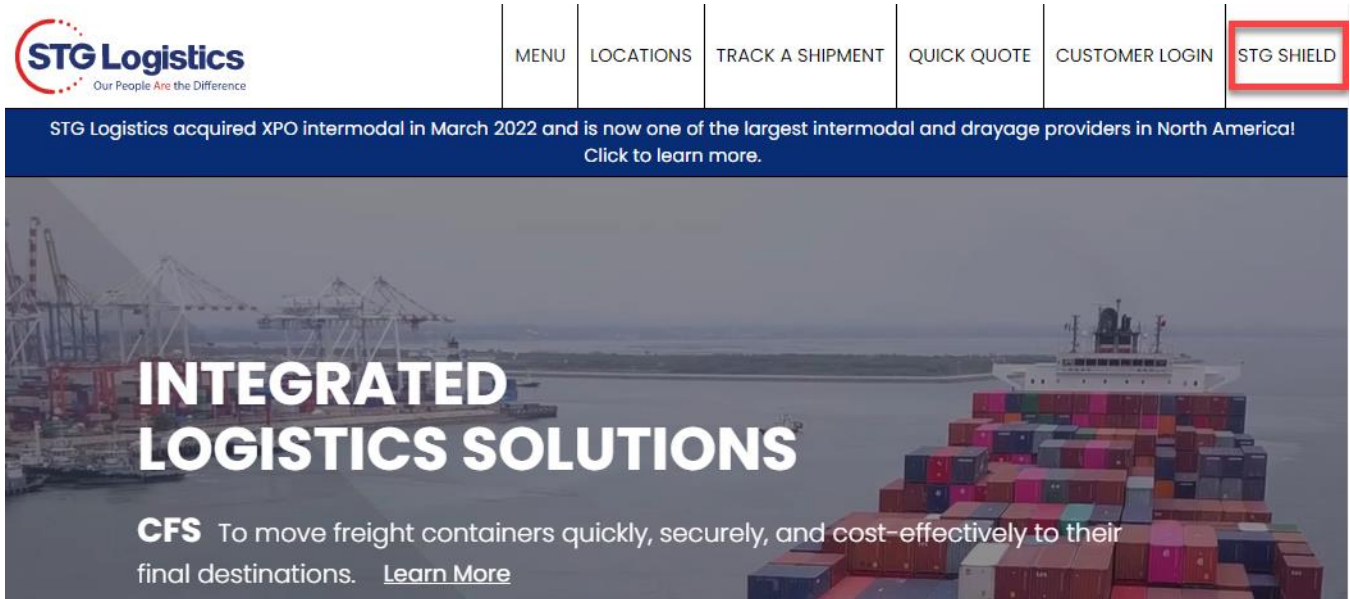 STG Logistics
Our People Are the Difference
MENU
LOCATIONS
TRACK A SHIPMENT
QUICK QUOTE
CUSTOMER LOGIN
STG SHIELD
STG Logistics acquired XPO intermodal in March 2022 and is now one of the largest intermodal and drayage providers in North America!
Click to learn more.
INTEGRATED
LOGISTICS SOLUTIONS
CFS To move freight containers quickly, securely, and cost-effectively to their
final destinations. Learn More